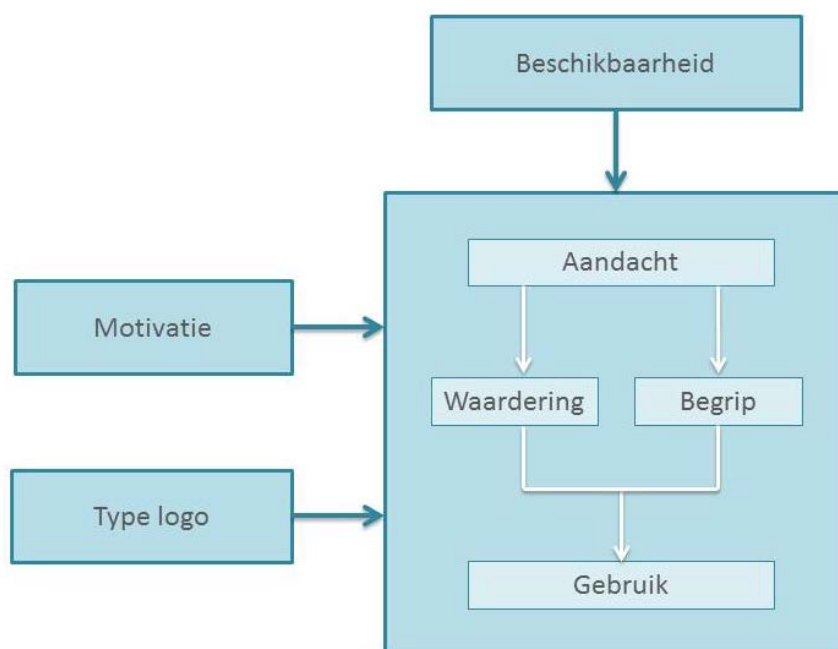 Beschikbaarheid
Aandacht
Motivatie
Waardering
Begrip
Type logo
Gebruik